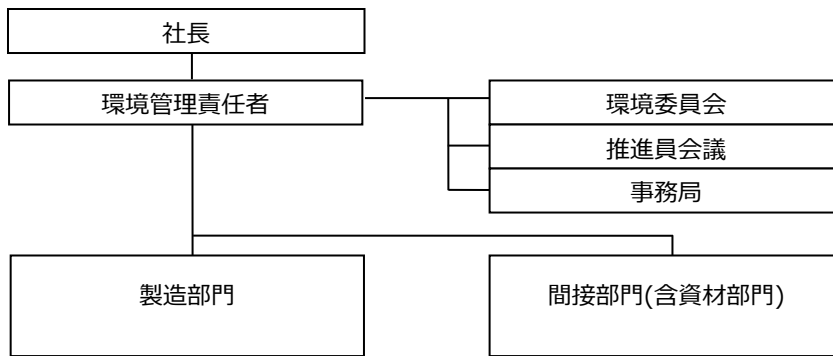 社長
環境管理責任者
環境委員会
推進員会議
事務局
製造部門
間接部門(含資材部門)